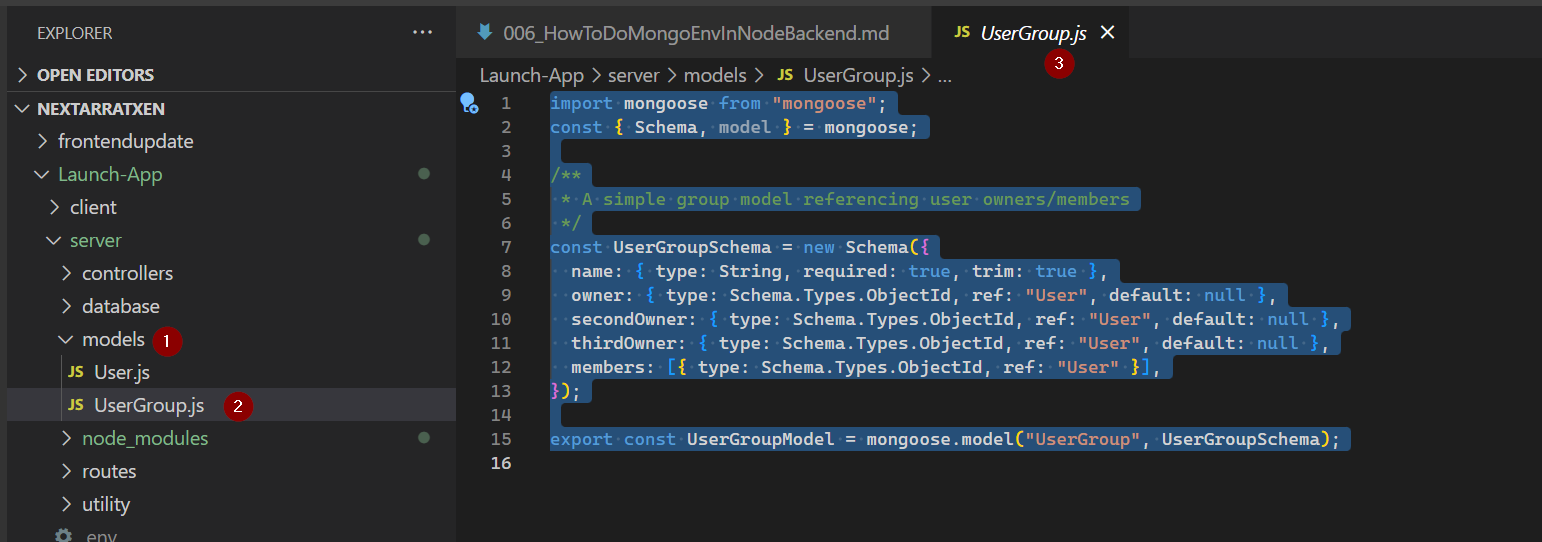 EXPLORER
OPEN EDITORS
NEXTARRATXEN
frontendupdate
Launch-App
client
server
controllers
database
models 1
JS User.js
JS UserGroup.js 2
node_modules
routes
utility
.env
006_HowToDoMongoEnvInNodeBackend.md JS UserGroup.js
3
Launch-App > server > models > JS UserGroup.js > ...
1 import mongoose from "mongoose";
2 const { Schema, model } = mongoose;
3
4 /**
5 * A simple group model referencing user owners/members
6 */
7 const UserGroupSchema = new Schema({
8 name: { type: String, required: true, trim: true },
9 owner: { type: Schema.Types.ObjectId, ref: "User", default: null },
10 secondOwner: { type: Schema.Types.ObjectId, ref: "User", default: null },
11 thirdOwner: { type: Schema.Types.ObjectId, ref: "User", default: null },
12 members: [{ type: Schema.Types.ObjectId, ref: "User" }],
13 });
14
15 export const UserGroupModel = mongoose.model("UserGroup", UserGroupSchema);
16